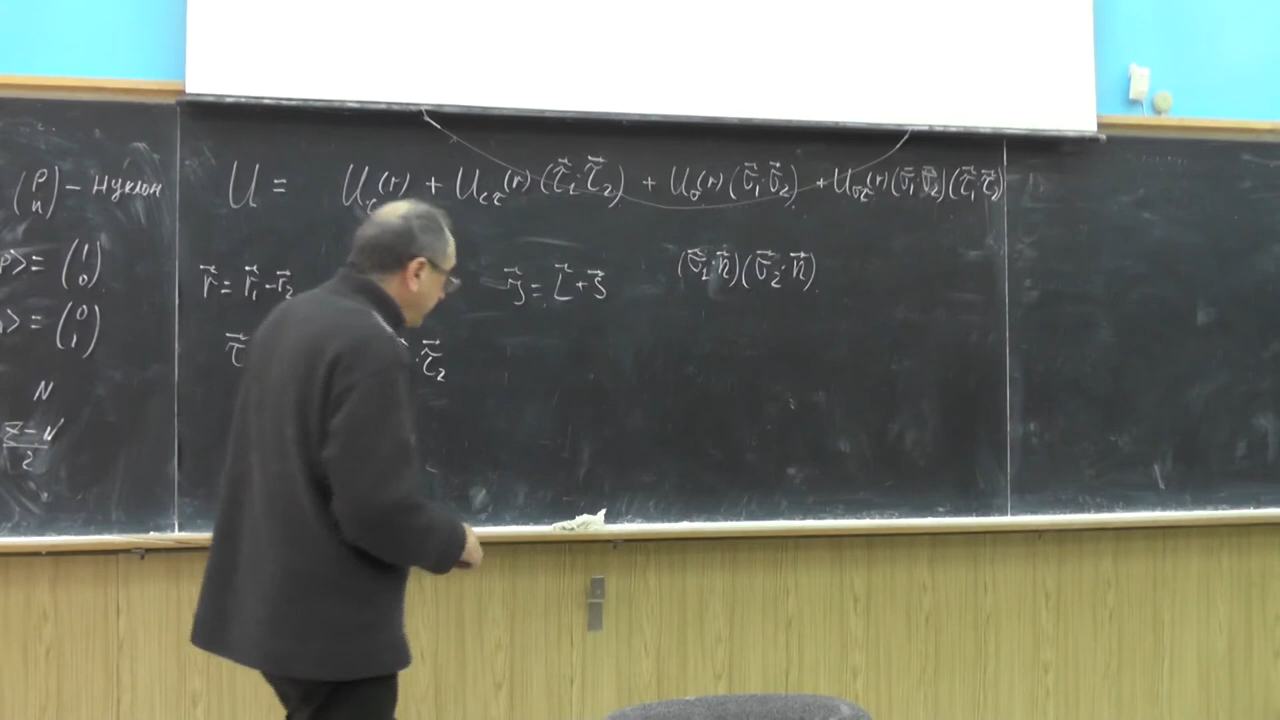 (p n) – нуклон
p> = (1 0)
n> = (0 1)
N
Z–N / 2
U = U_c(r) + U_cτ(r)(τ⃗₁·τ⃗₂) + U_σ(r)(σ⃗₁·σ⃗₂) + U_στ(r)(σ⃗₁·σ⃗₂)(τ⃗₁·τ⃗₂)
r⃗ = r⃗₁ – r⃗₂
J⃗ = L⃗ + S⃗
(σ⃗₁·n⃗)(σ⃗₂·n⃗)
τ⃗ · τ⃗₂